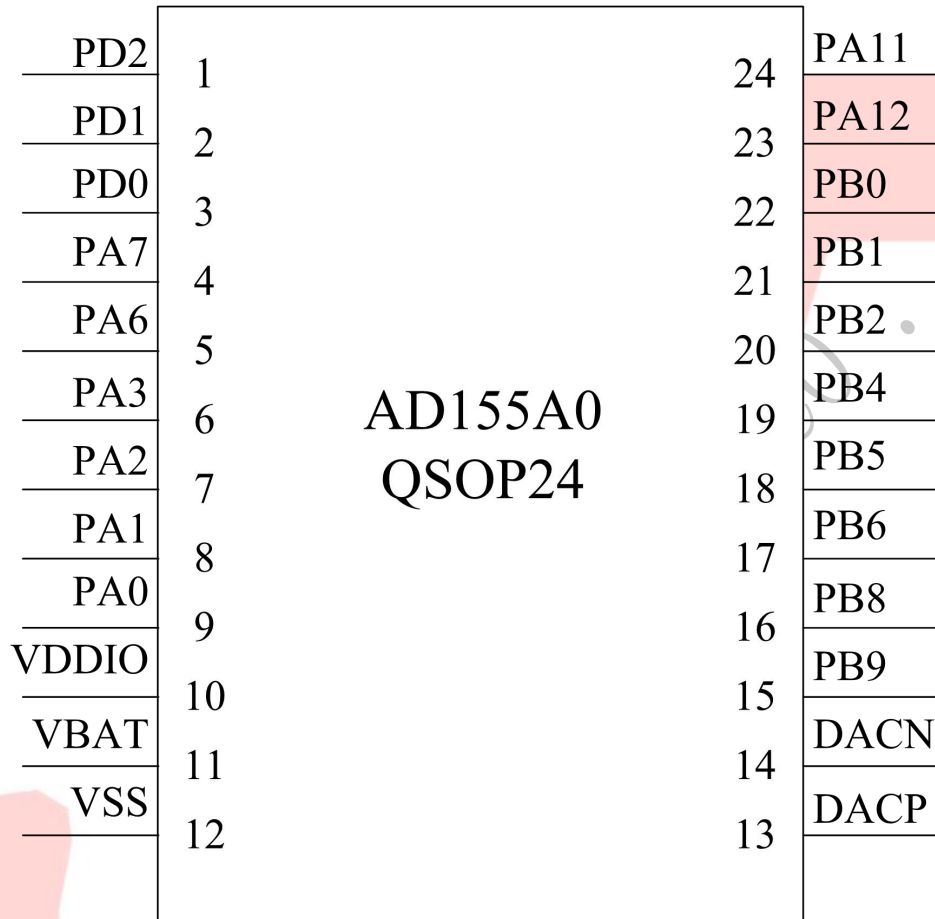 PD2 1 24 PA11
PD1 2 23 PA12
PD0 3 22 PB0
PA7 4 21 PB1
PA6 5 20 PB2
PA3 6 19 PB4
AD155A0
PA2 7 18 PB5
QSOP24
PA1 8 17 PB6
PA0 9 16 PB8
VDDIO 10 15 PB9
VBAT 11 14 DACN
VSS 12 13 DACP